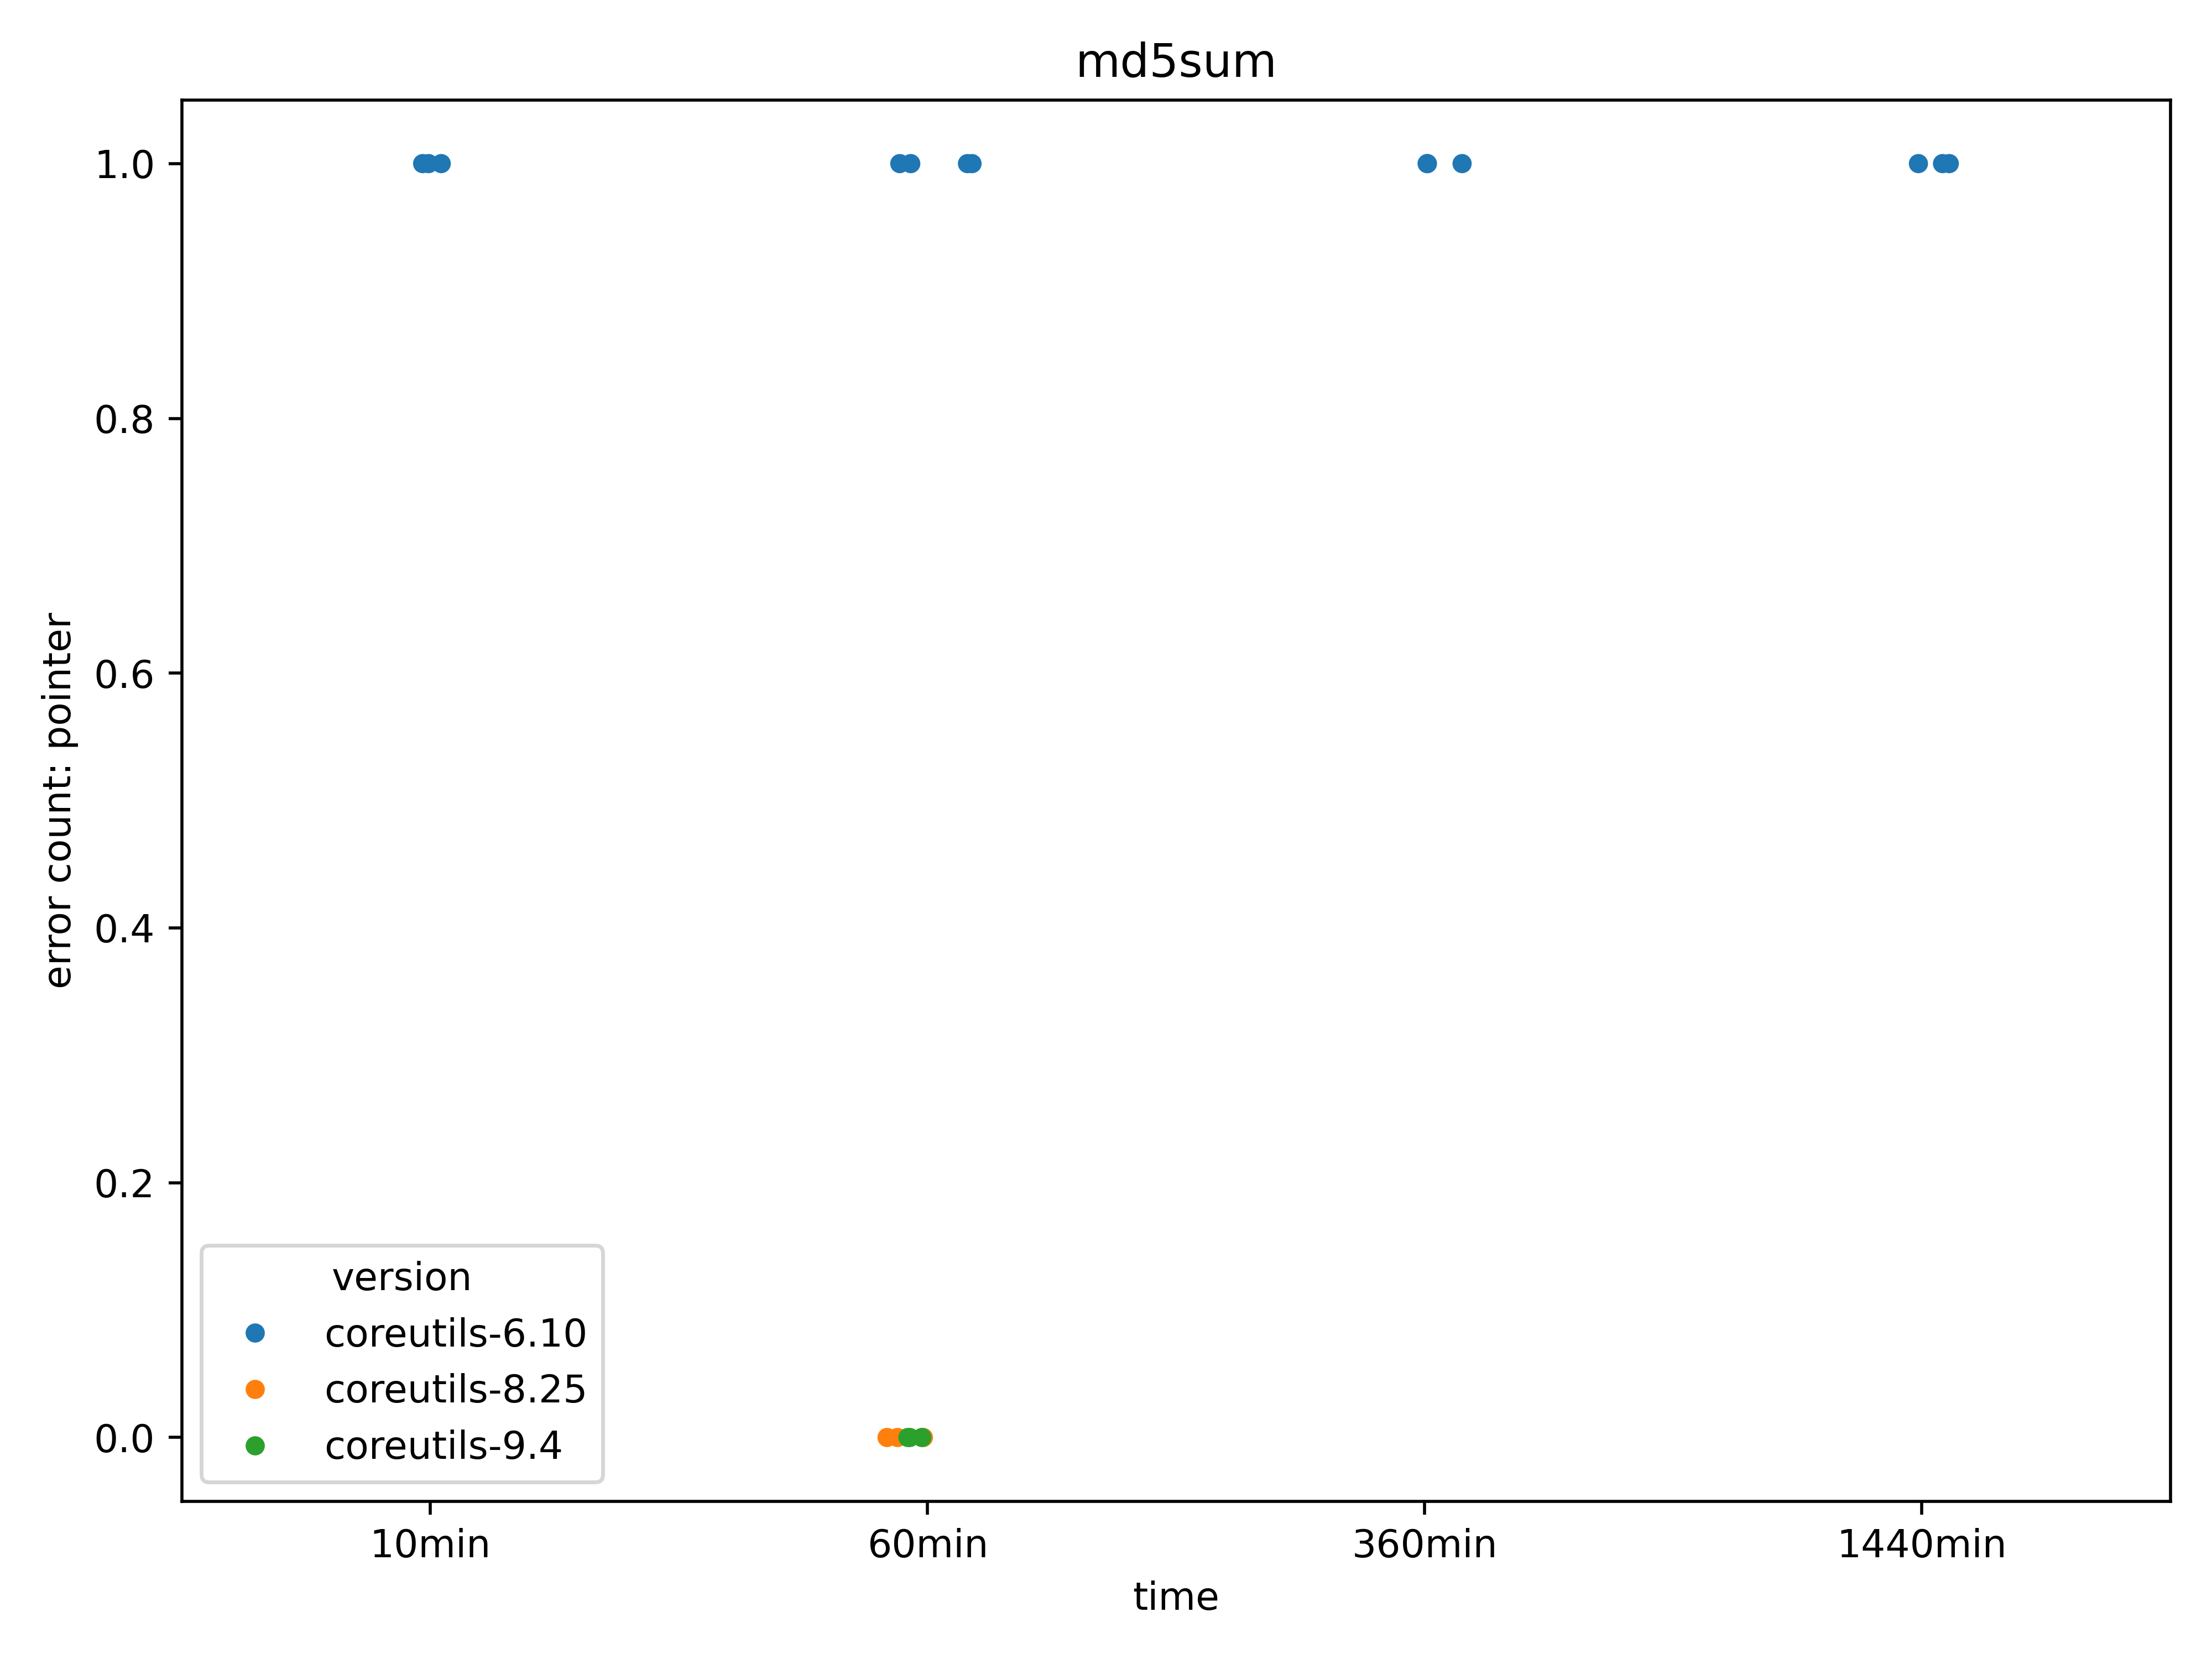 md5sum
error count: pointer
1.0
0.8
0.6
0.4
0.2
0.0
version
coreutils-6.10
coreutils-8.25
coreutils-9.4
10min 60min 360min 1440min
time